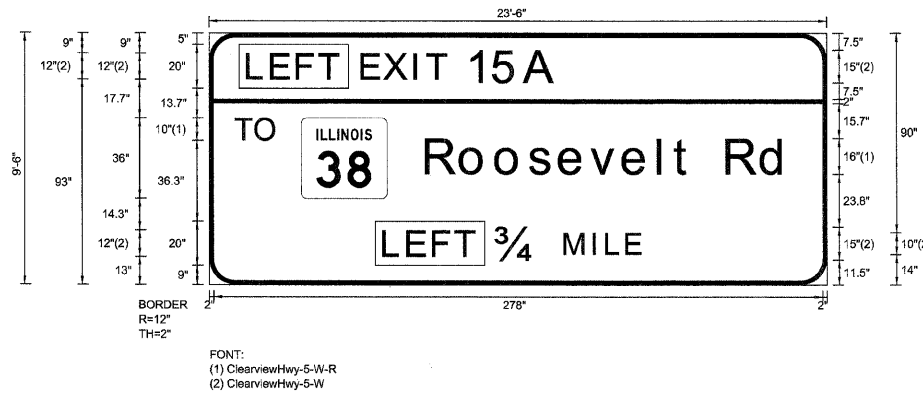 23'-6"
9" 9" 5" 7.5"
12"(2) 12"(2) 20" LEFT EXIT 15A 15"(2)
7.5"
17.7" 13.7" 2"
10"(1) TO ILLINOIS 15.7" 90"
9'-6" 93" 36" 38 Roosevelt Rd 16"(1)
36.3" 23.8"
14.3"
12"(2) 20" LEFT 3/4 MILE 15"(2) 10"(2
13" 9" 11.5" 14"
2" 278" 2"
BORDER
R=12"
TH=2"
FONT:
(1) ClearviewHwy-5-W-R
(2) ClearviewHwy-5-W